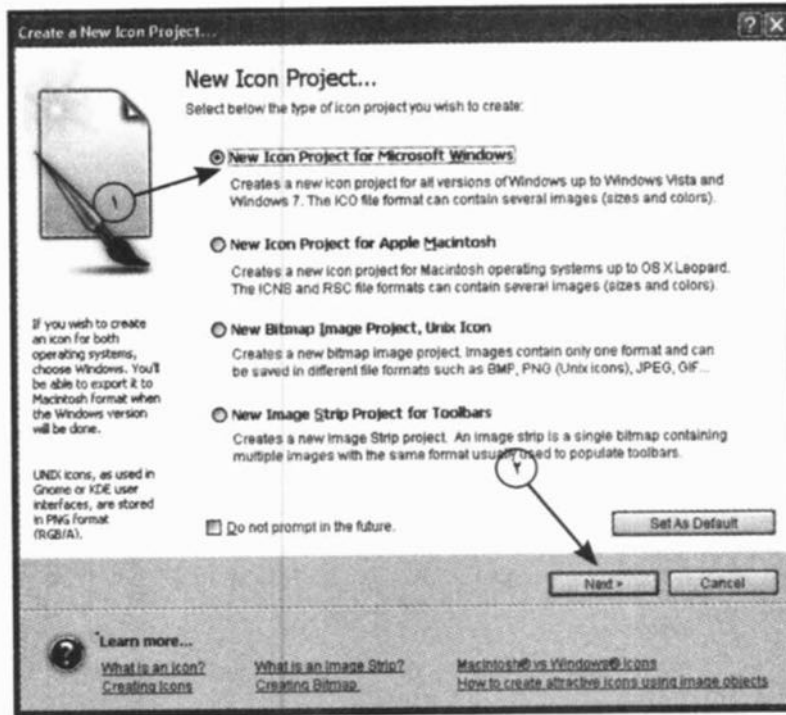 Create a New Icon Project...
New Icon Project...
Select below the type of icon project you wish to create:
New Icon Project for Microsoft Windows
Creates a new icon project for all versions of Windows up to Windows Vista and
Windows 7. The ICO file format can contain several images (sizes and colors).
۱
New Icon Project for Apple Macintosh
Creates a new icon project for Macintosh operating systems up to OS X Leopard.
The ICNS and RSC file formats can contain several images (sizes and colors).
If you wish to create
an icon for both
operating systems,
choose Windows. You'll
be able to export it to
Macintosh format when
the Windows version
will be done.
New Bitmap Image Project, Unix Icon
Creates a new bitmap image project. Images contain only one format and can
be saved in different file formats such as BMP, PNG (Unix icons), JPEG, GIF...
New Image Strip Project for Toolbars
Creates a new Image Strip project. An image strip is a single bitmap containing
multiple images with the same format usually used to populate toolbars.
۲
UNIX icons, as used in
Gnome or KDE user
interfaces, are stored
in PNG format
(RGB/A).
Do not prompt in the future.
Set As Default
Next >
Cancel
Learn more...
What is an icon?
What is an Image Strip?
Macintosh® vs Windows® Icons
Creating Icons
Creating Bitmap
How to create attractive icons using image objects